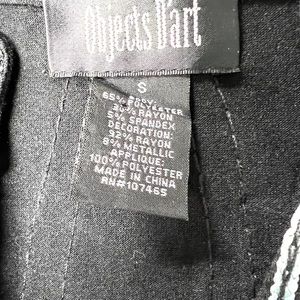 Objects D'art
S
65% POLYESTER
30% RAYON
5% SPANDEX
DECORATION:
92% RAYON
8% METALLIC
APPLIQUE:
100% POLYESTER
MADE IN CHINA
RN#107465